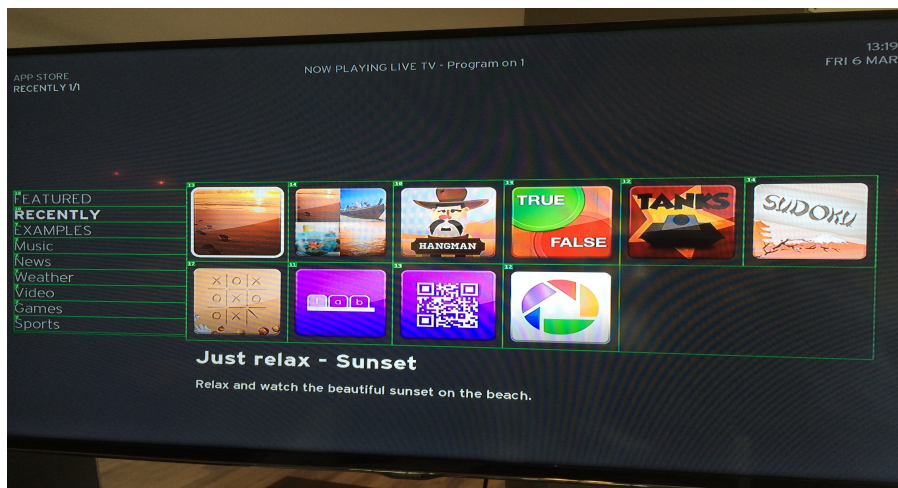 APP STORE
RECENTLY 1/1
NOW PLAYING LIVE TV - Program on 1
13:19
FRI 6 MAR
FEATURED
RECENTLY
EXAMPLES
Music
News
Weather
Video
Games
Sports
HANGMAN
TRUE
FALSE
TANKS
SUDOKU
X O X
O X O
O X
T a b
Just relax - Sunset
Relax and watch the beautiful sunset on the beach.